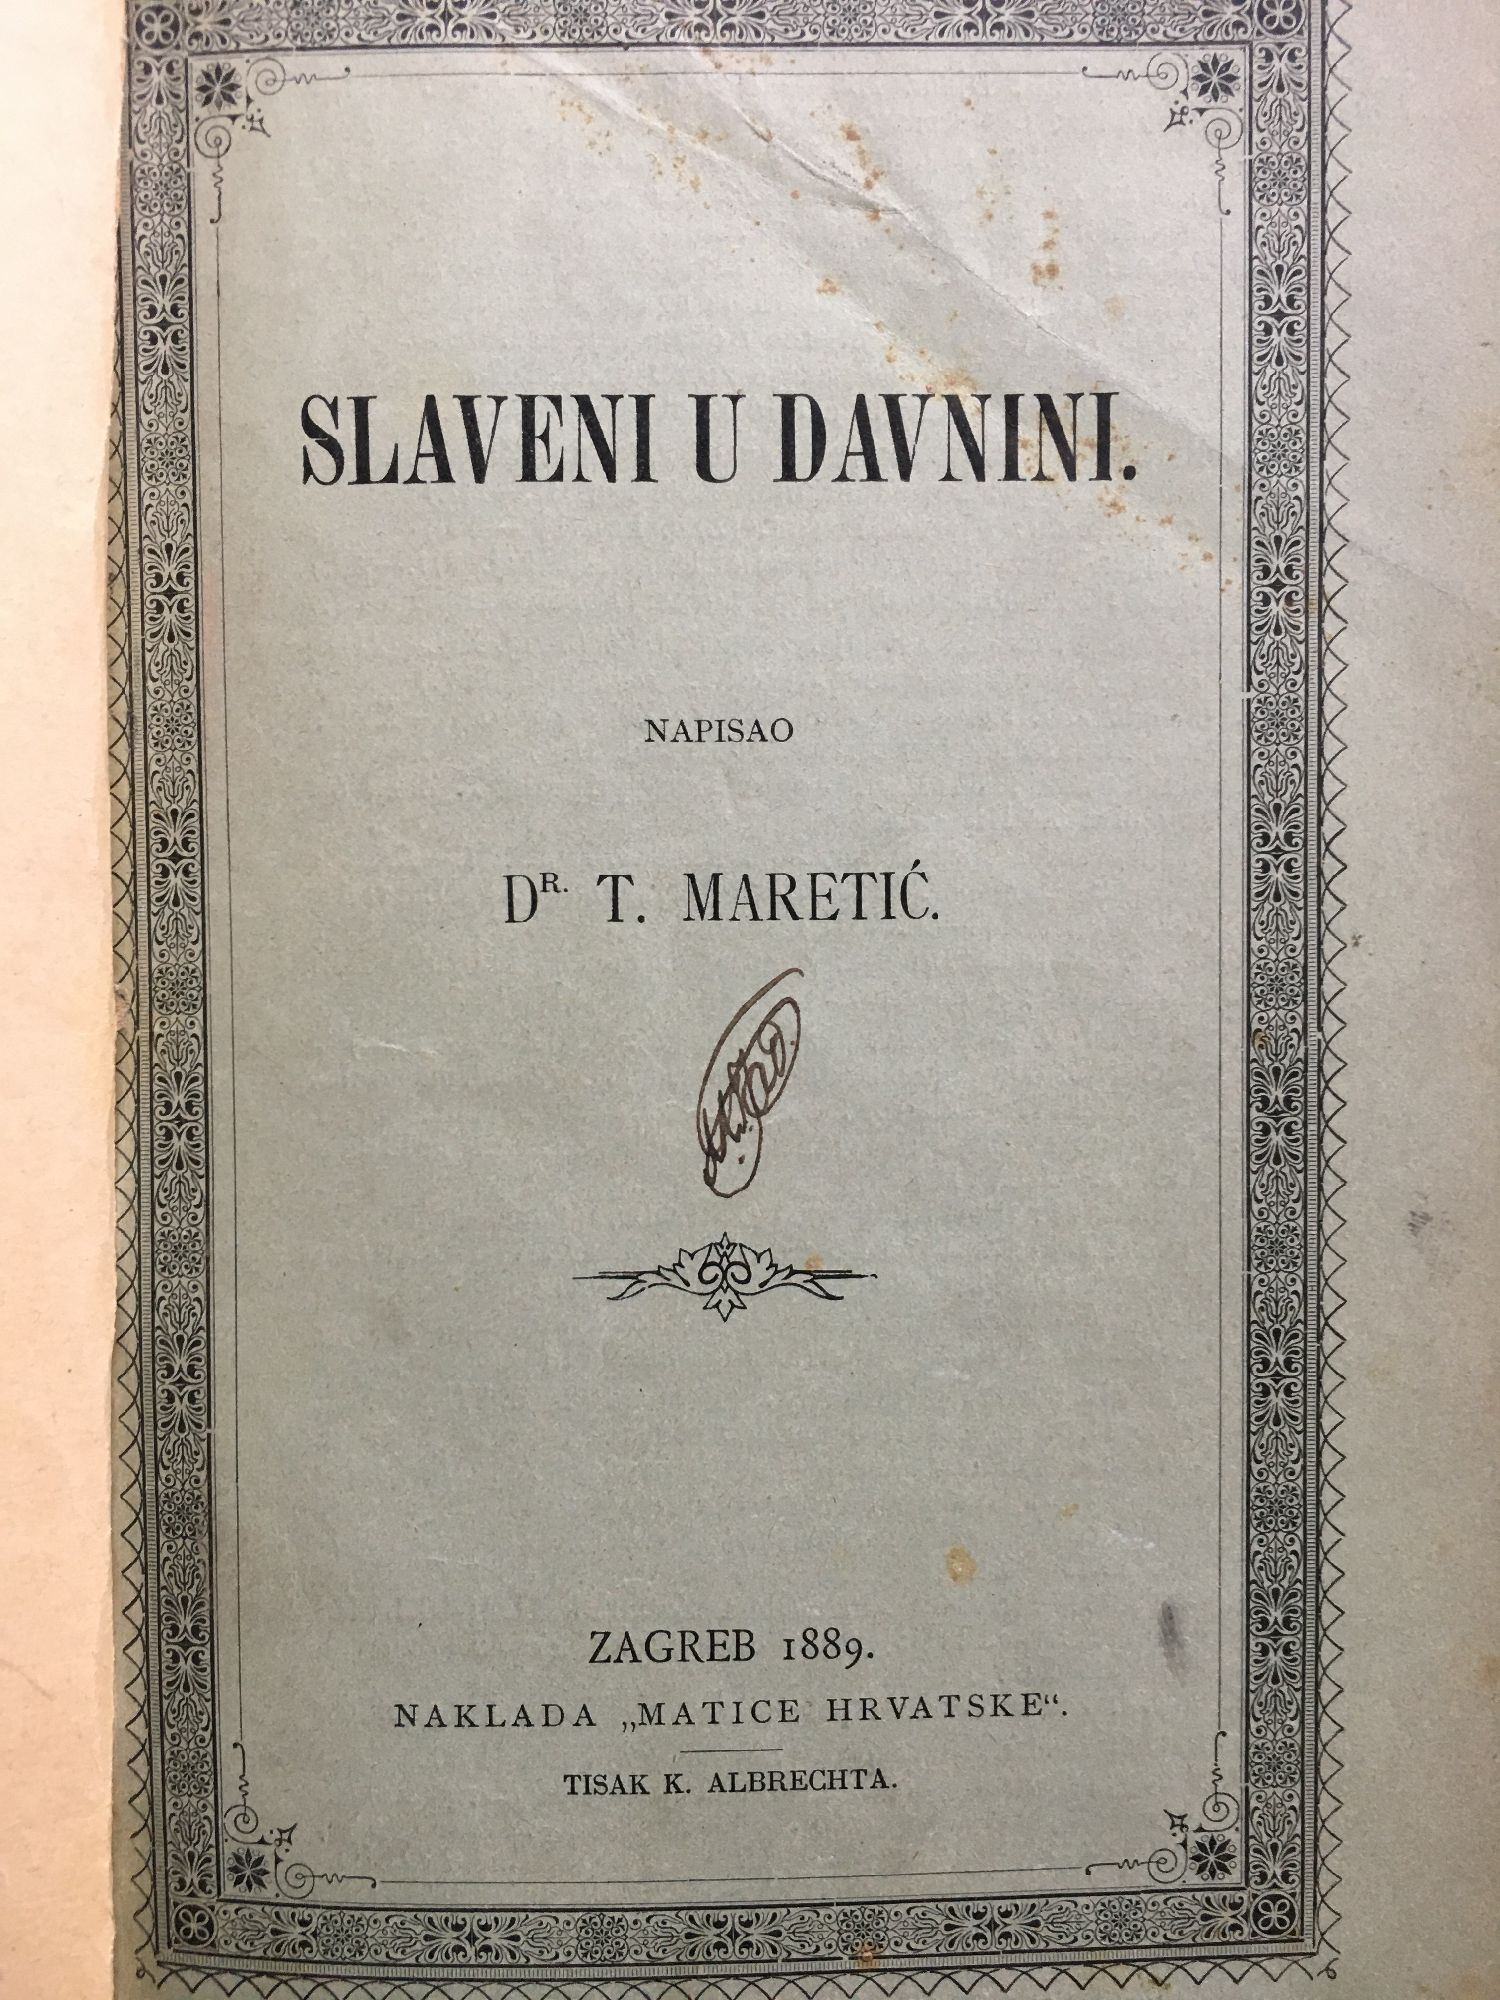 SLAVENI U DAVNINI.
NAPISAO
DR. T. MARETIĆ.
ZAGREB 1889.
NAKLADA „MATICE HRVATSKE“.
TISAK K. ALBRECHTA.